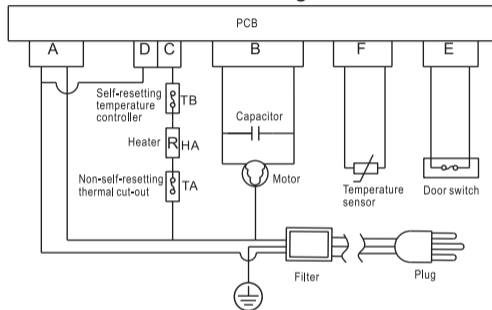 PCB
A
D
C
B
F
E
Self-resetting
temperature
controller
TB
Capacitor
Heater
R
HA
Non-self-resetting
thermal cut-out
TA
Motor
Temperature
sensor
Door switch
Filter
Plug